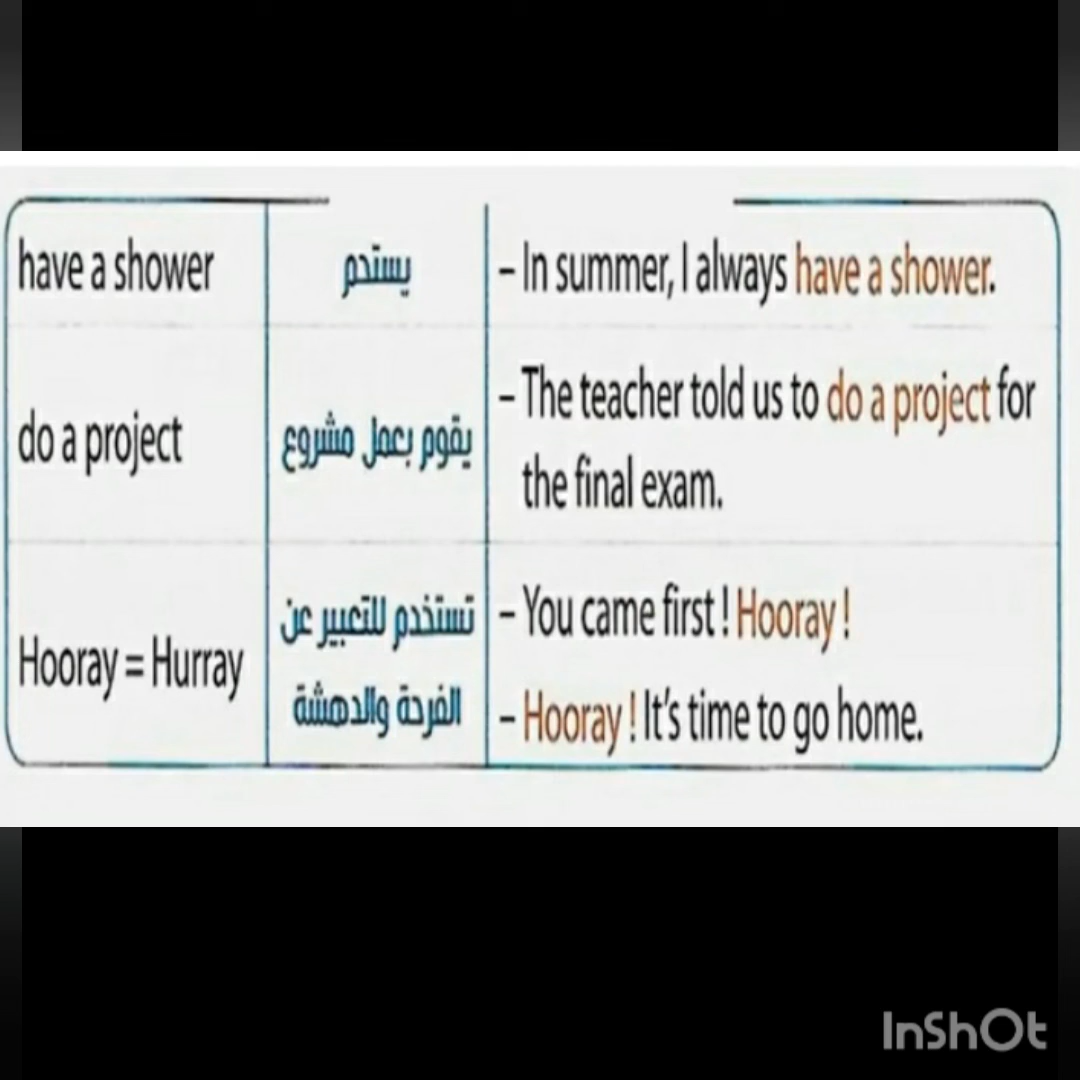 have a shower
يستحم
– In summer, I always have a shower.
do a project
يقوم بعمل مشروع
– The teacher told us to do a project for
the final exam.
Hooray = Hurray
تستخدم للتعبير عن
الفرحة والدهشة
– You came first ! Hooray !
– Hooray ! It's time to go home.
InShOt